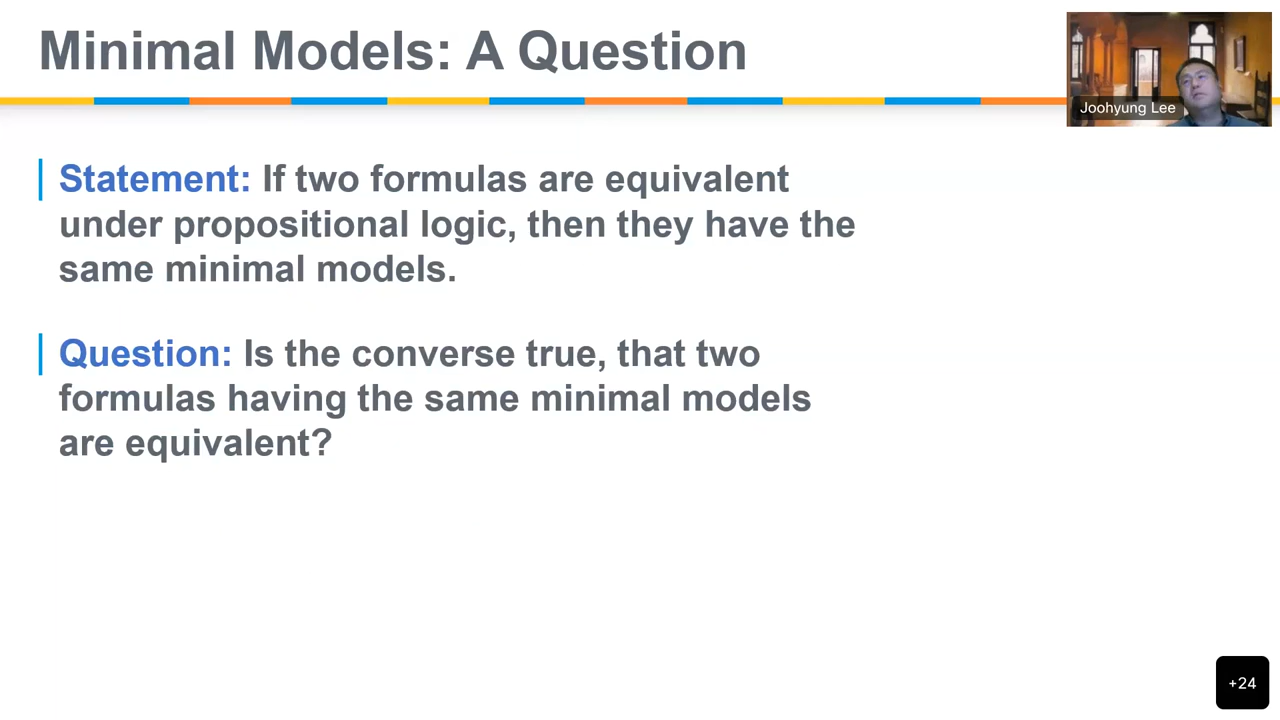 Minimal Models: A Question
Joohyung Lee
Statement: If two formulas are equivalent
under propositional logic, then they have the
same minimal models.
Question: Is the converse true, that two
formulas having the same minimal models
are equivalent?
+24